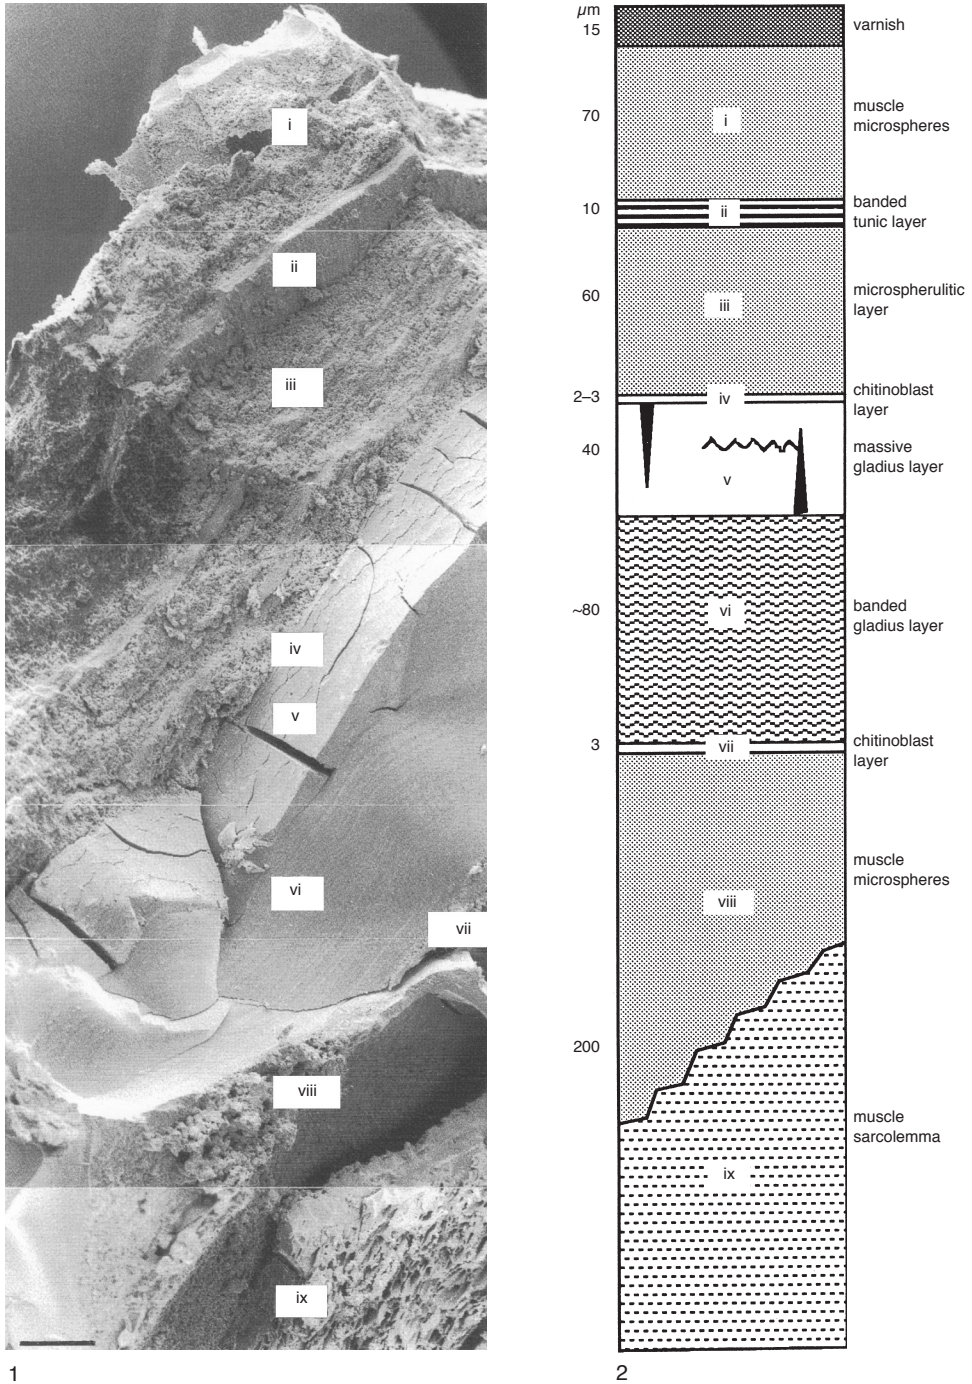 i
ii
iii
iv
v
vi
vii
viii
ix
1
µm
15
varnish
70
i
muscle
microspheres
10
ii
banded
tunic layer
60
iii
microspherulitic
layer
2–3
iv
chitinoblast
layer
40
v
massive
gladius layer
~80
vi
banded
gladius layer
3
vii
chitinoblast
layer
viii
muscle
microspheres
200
ix
muscle
sarcolemma
2